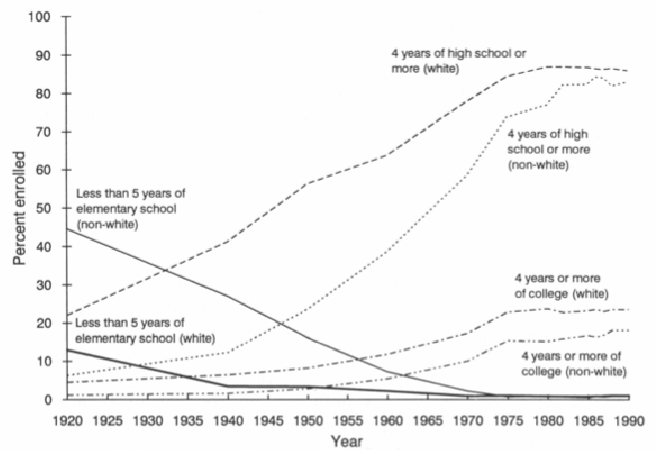 100
90
80
70
60
50
40
30
20
10
0
Percent enrolled
4 years of high school or
more (white)
4 years of high
school or more
(non-white)
Less than 5 years of
elementary school
(non-white)
Less than 5 years of
elementary school (white)
4 years or more
of college (white)
4 years or more of
college (non-white)
1920 1925 1930 1935 1940 1945 1950 1955 1960 1965 1970 1975 1980 1985 1990
Year